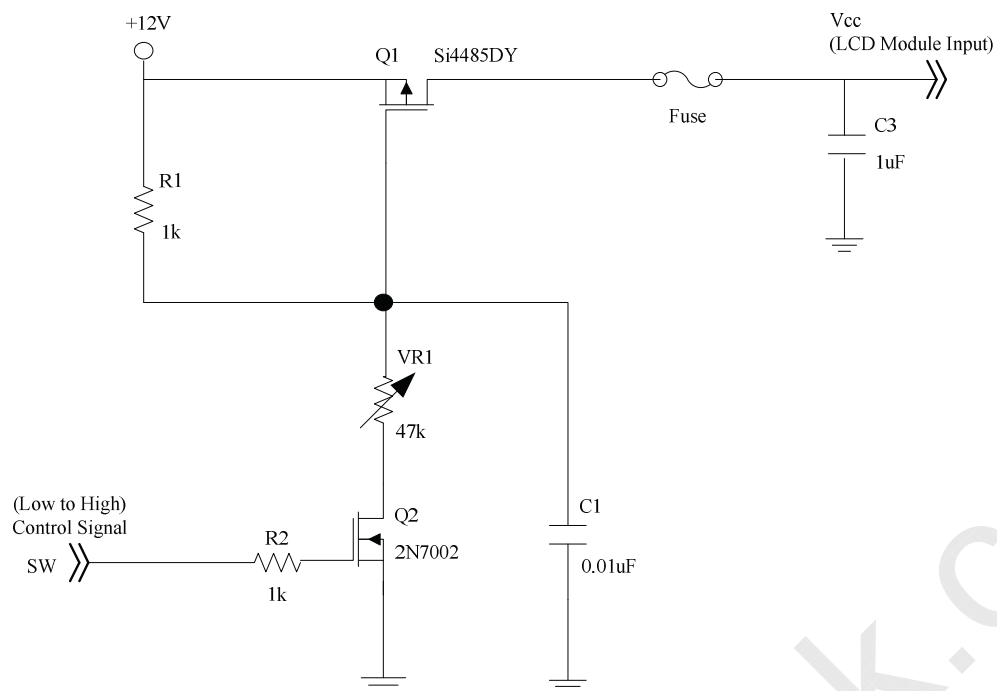 +12V
Q1
Si4485DY
Vcc
(LCD Module Input)
Fuse
C3
1uF
R1
1k
VR1
47k
(Low to High)
Control Signal
SW
R2
1k
Q2
2N7002
C1
0.01uF
k.c